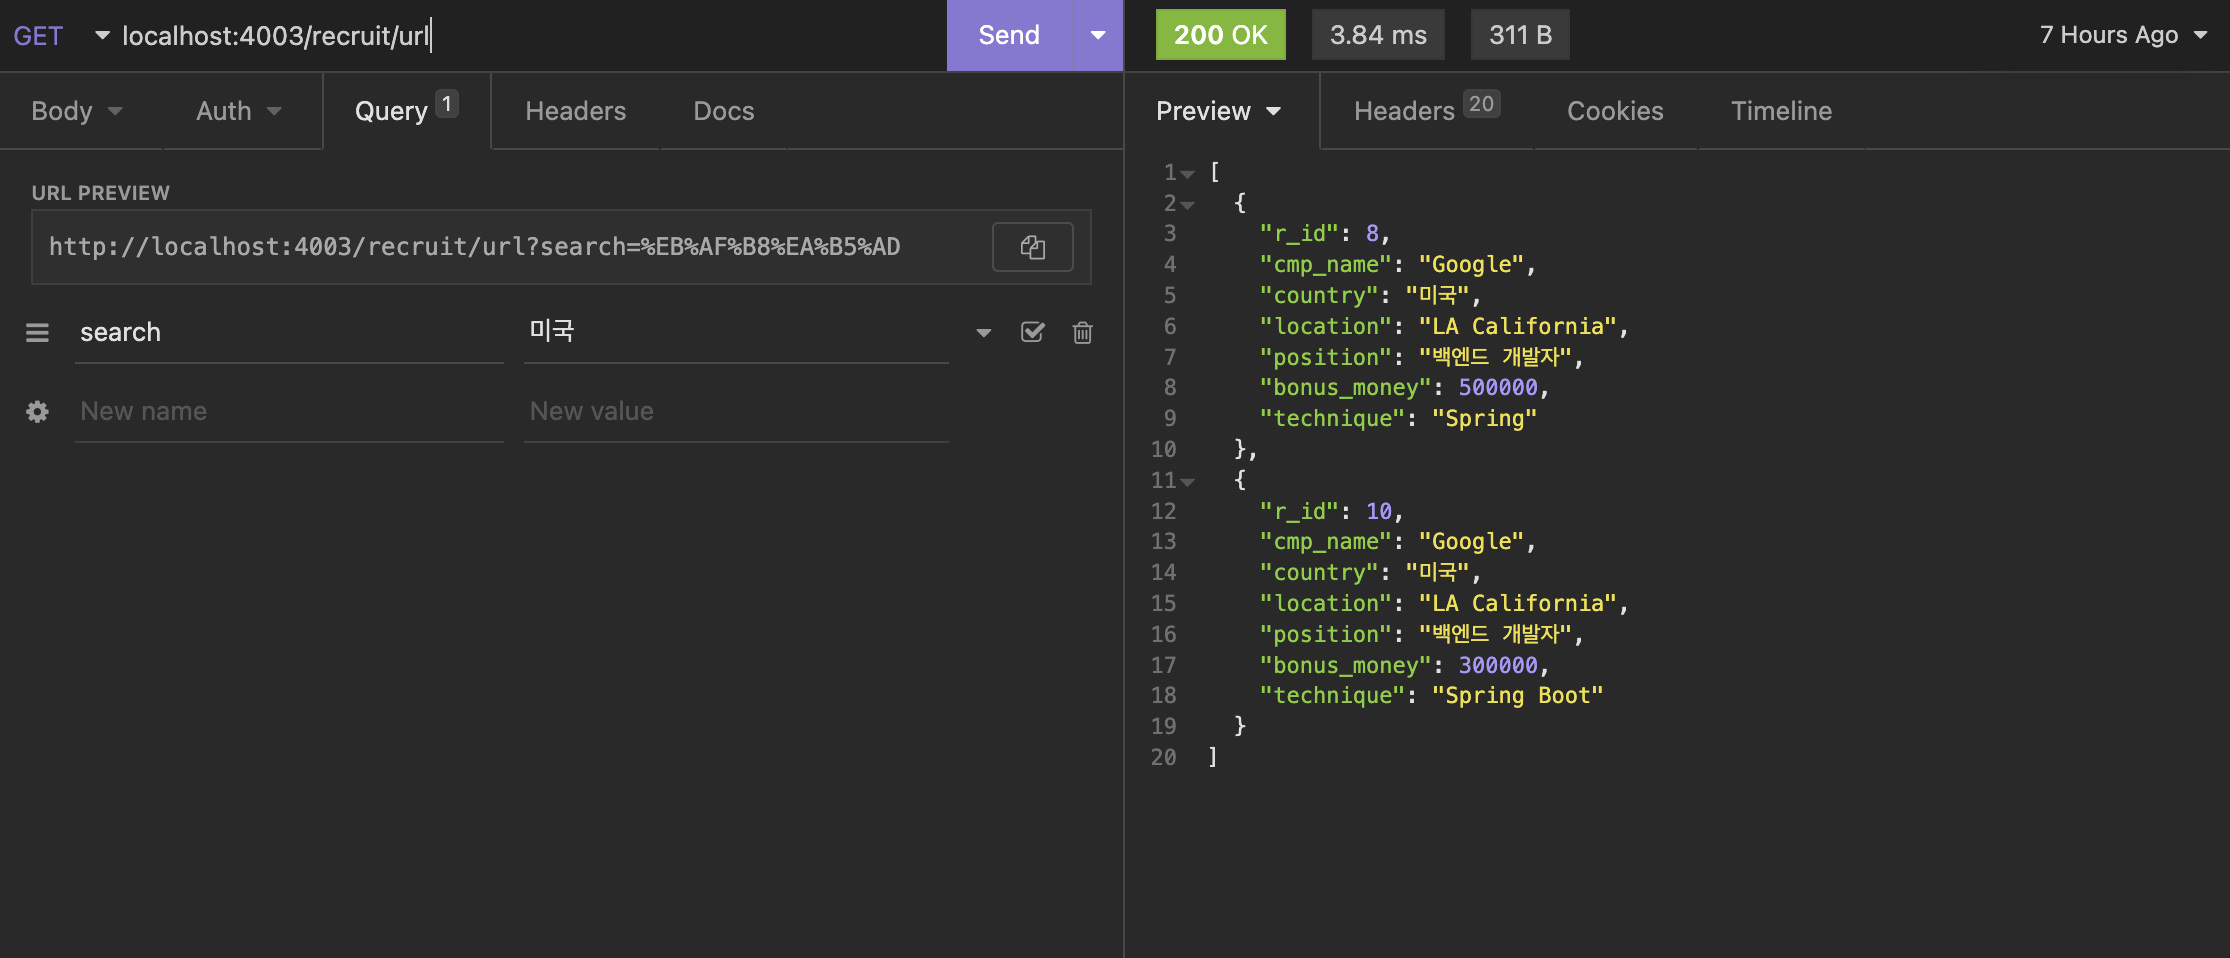 GET localhost:4003/recruit/url Send 200 OK 3.84 ms 311 B 7 Hours Ago
Body Auth Query 1 Headers Docs
Preview Headers 20 Cookies Timeline
URL PREVIEW
http://localhost:4003/recruit/url?search=%EB%AF%B8%EA%B5%AD
search 미국
New name New value
1 [
2 {
3 "r_id": 8,
4 "cmp_name": "Google",
5 "country": "미국",
6 "location": "LA California",
7 "position": "백엔드 개발자",
8 "bonus_money": 500000,
9 "technique": "Spring"
10 },
11 {
12 "r_id": 10,
13 "cmp_name": "Google",
14 "country": "미국",
15 "location": "LA California",
16 "position": "백엔드 개발자",
17 "bonus_money": 300000,
18 "technique": "Spring Boot"
19 }
20 ]